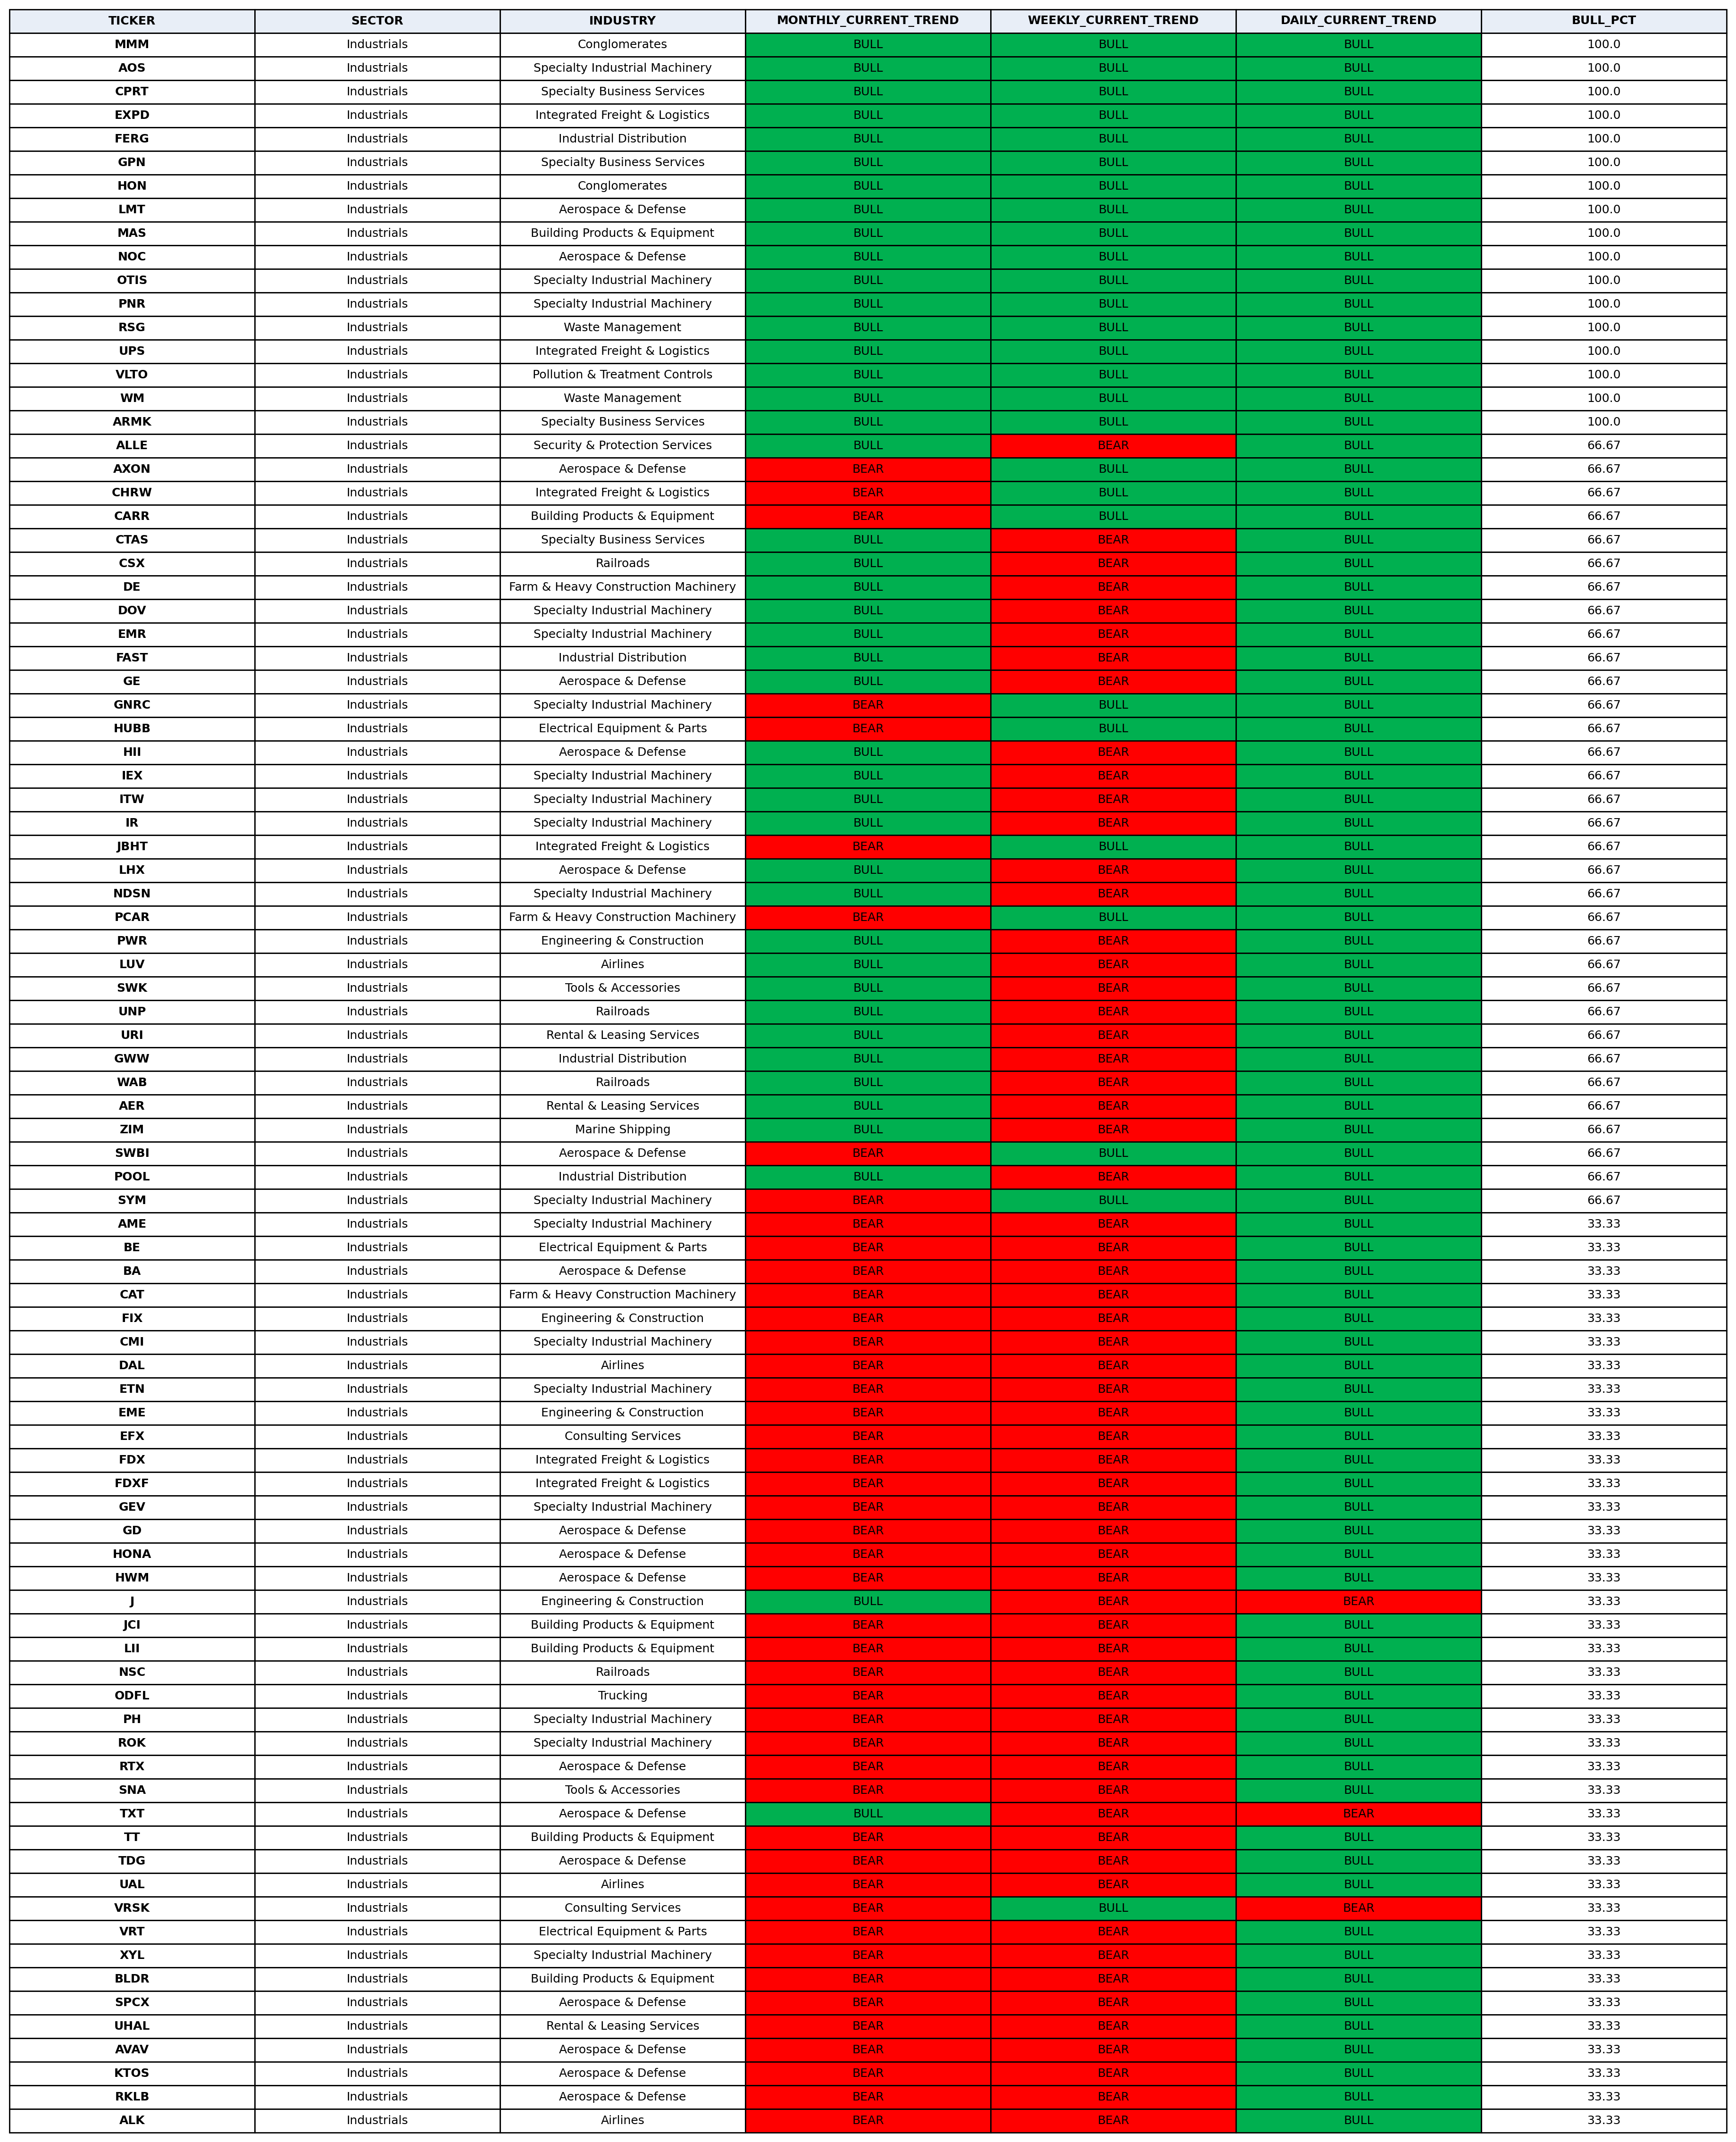 TICKER SECTOR INDUSTRY MONTHLY_CURRENT_TREND WEEKLY_CURRENT_TREND DAILY_CURRENT_TREND BULL_PCT
MMM Industrials Conglomerates BULL BULL BULL 100.0
AOS Industrials Specialty Industrial Machinery BULL BULL BULL 100.0
CPRT Industrials Specialty Business Services BULL BULL BULL 100.0
EXPD Industrials Integrated Freight & Logistics BULL BULL BULL 100.0
FERG Industrials Industrial Distribution BULL BULL BULL 100.0
GPN Industrials Specialty Business Services BULL BULL BULL 100.0
HON Industrials Conglomerates BULL BULL BULL 100.0
LMT Industrials Aerospace & Defense BULL BULL BULL 100.0
MAS Industrials Building Products & Equipment BULL BULL BULL 100.0
NOC Industrials Aerospace & Defense BULL BULL BULL 100.0
OTIS Industrials Specialty Industrial Machinery BULL BULL BULL 100.0
PNR Industrials Specialty Industrial Machinery BULL BULL BULL 100.0
RSG Industrials Waste Management BULL BULL BULL 100.0
UPS Industrials Integrated Freight & Logistics BULL BULL BULL 100.0
VLTO Industrials Pollution & Treatment Controls BULL BULL BULL 100.0
WM Industrials Waste Management BULL BULL BULL 100.0
ARMK Industrials Specialty Business Services BULL BULL BULL 100.0
ALLE Industrials Security & Protection Services BULL BEAR BULL 66.67
AXON Industrials Aerospace & Defense BEAR BULL BULL 66.67
CHRW Industrials Integrated Freight & Logistics BEAR BULL BULL 66.67
CARR Industrials Building Products & Equipment BEAR BULL BULL 66.67
CTAS Industrials Specialty Business Services BULL BEAR BULL 66.67
CSX Industrials Railroads BULL BEAR BULL 66.67
DE Industrials Farm & Heavy Construction Machinery BULL BEAR BULL 66.67
DOV Industrials Specialty Industrial Machinery BULL BEAR BULL 66.67
EMR Industrials Specialty Industrial Machinery BULL BEAR BULL 66.67
FAST Industrials Industrial Distribution BULL BEAR BULL 66.67
GE Industrials Aerospace & Defense BULL BEAR BULL 66.67
GNRC Industrials Specialty Industrial Machinery BEAR BULL BULL 66.67
HUBB Industrials Electrical Equipment & Parts BEAR BULL BULL 66.67
HII Industrials Aerospace & Defense BULL BEAR BULL 66.67
IEX Industrials Specialty Industrial Machinery BULL BEAR BULL 66.67
ITW Industrials Specialty Industrial Machinery BULL BEAR BULL 66.67
IR Industrials Specialty Industrial Machinery BULL BEAR BULL 66.67
JBHT Industrials Integrated Freight & Logistics BEAR BULL BULL 66.67
LHX Industrials Aerospace & Defense BULL BEAR BULL 66.67
NDSN Industrials Specialty Industrial Machinery BULL BEAR BULL 66.67
PCAR Industrials Farm & Heavy Construction Machinery BEAR BULL BULL 66.67
PWR Industrials Engineering & Construction BULL BEAR BULL 66.67
LUV Industrials Airlines BULL BEAR BULL 66.67
SWK Industrials Tools & Accessories BULL BEAR BULL 66.67
UNP Industrials Railroads BULL BEAR BULL 66.67
URI Industrials Rental & Leasing Services BULL BEAR BULL 66.67
GWW Industrials Industrial Distribution BULL BEAR BULL 66.67
WAB Industrials Railroads BULL BEAR BULL 66.67
AER Industrials Rental & Leasing Services BULL BEAR BULL 66.67
ZIM Industrials Marine Shipping BULL BEAR BULL 66.67
SWBI Industrials Aerospace & Defense BEAR BULL BULL 66.67
POOL Industrials Industrial Distribution BULL BEAR BULL 66.67
SYM Industrials Specialty Industrial Machinery BEAR BULL BULL 66.67
AME Industrials Specialty Industrial Machinery BEAR BEAR BULL 33.33
BE Industrials Electrical Equipment & Parts BEAR BEAR BULL 33.33
BA Industrials Aerospace & Defense BEAR BEAR BULL 33.33
CAT Industrials Farm & Heavy Construction Machinery BEAR BEAR BULL 33.33
FIX Industrials Engineering & Construction BEAR BEAR BULL 33.33
CMI Industrials Specialty Industrial Machinery BEAR BEAR BULL 33.33
DAL Industrials Airlines BEAR BEAR BULL 33.33
ETN Industrials Specialty Industrial Machinery BEAR BEAR BULL 33.33
EME Industrials Engineering & Construction BEAR BEAR BULL 33.33
EFX Industrials Consulting Services BEAR BEAR BULL 33.33
FDX Industrials Integrated Freight & Logistics BEAR BEAR BULL 33.33
FDXF Industrials Integrated Freight & Logistics BEAR BEAR BULL 33.33
GEV Industrials Specialty Industrial Machinery BEAR BEAR BULL 33.33
GD Industrials Aerospace & Defense BEAR BEAR BULL 33.33
HONA Industrials Aerospace & Defense BEAR BEAR BULL 33.33
HWM Industrials Aerospace & Defense BEAR BEAR BULL 33.33
J Industrials Engineering & Construction BULL BEAR BEAR 33.33
JCI Industrials Building Products & Equipment BEAR BEAR BULL 33.33
LII Industrials Building Products & Equipment BEAR BEAR BULL 33.33
NSC Industrials Railroads BEAR BEAR BULL 33.33
ODFL Industrials Trucking BEAR BEAR BULL 33.33
PH Industrials Specialty Industrial Machinery BEAR BEAR BULL 33.33
ROK Industrials Specialty Industrial Machinery BEAR BEAR BULL 33.33
RTX Industrials Aerospace & Defense BEAR BEAR BULL 33.33
SNA Industrials Tools & Accessories BEAR BEAR BULL 33.33
TXT Industrials Aerospace & Defense BULL BEAR BEAR 33.33
TT Industrials Building Products & Equipment BEAR BEAR BULL 33.33
TDG Industrials Aerospace & Defense BEAR BEAR BULL 33.33
UAL Industrials Airlines BEAR BEAR BULL 33.33
VRSK Industrials Consulting Services BEAR BULL BEAR 33.33
VRT Industrials Electrical Equipment & Parts BEAR BEAR BULL 33.33
XYL Industrials Specialty Industrial Machinery BEAR BEAR BULL 33.33
BLDR Industrials Building Products & Equipment BEAR BEAR BULL 33.33
SPCX Industrials Aerospace & Defense BEAR BEAR BULL 33.33
UHAL Industrials Rental & Leasing Services BEAR BEAR BULL 33.33
AVAV Industrials Aerospace & Defense BEAR BEAR BULL 33.33
KTOS Industrials Aerospace & Defense BEAR BEAR BULL 33.33
RKLB Industrials Aerospace & Defense BEAR BEAR BULL 33.33
ALK Industrials Airlines BEAR BEAR BULL 33.33